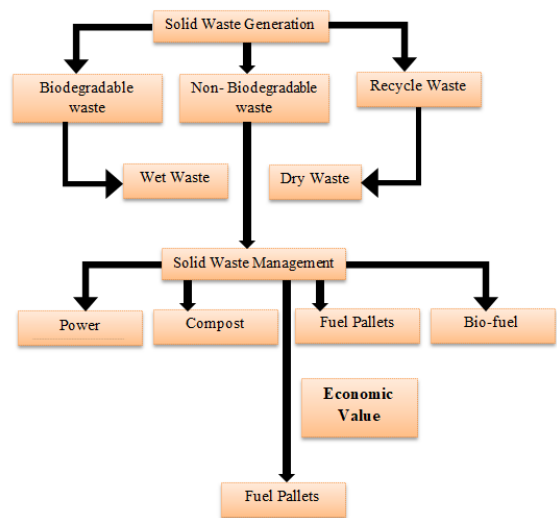 Solid Waste Generation
Biodegradable
waste
Non- Biodegradable
waste
Recycle Waste
Wet Waste
Dry Waste
Solid Waste Management
Power
Compost
Fuel Pallets
Bio-fuel
Economic
Value
Fuel Pallets